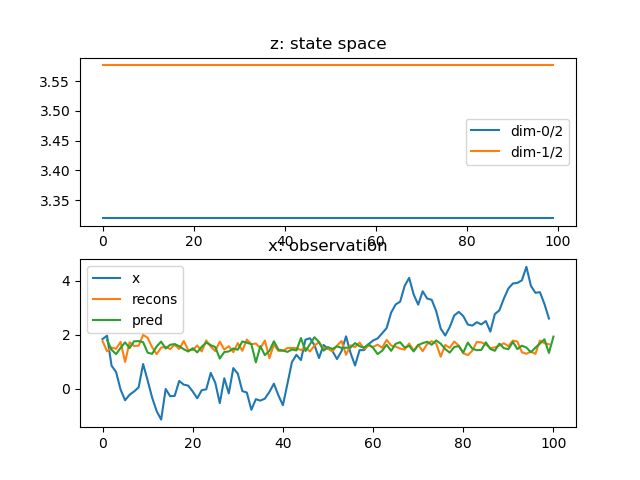 z: state space
3.55
3.50
3.45
3.40
3.35
dim-0/2
dim-1/2
0 20 40 60 80 100
x: observation
4
2
0
x
recons
pred
0 20 40 60 80 100